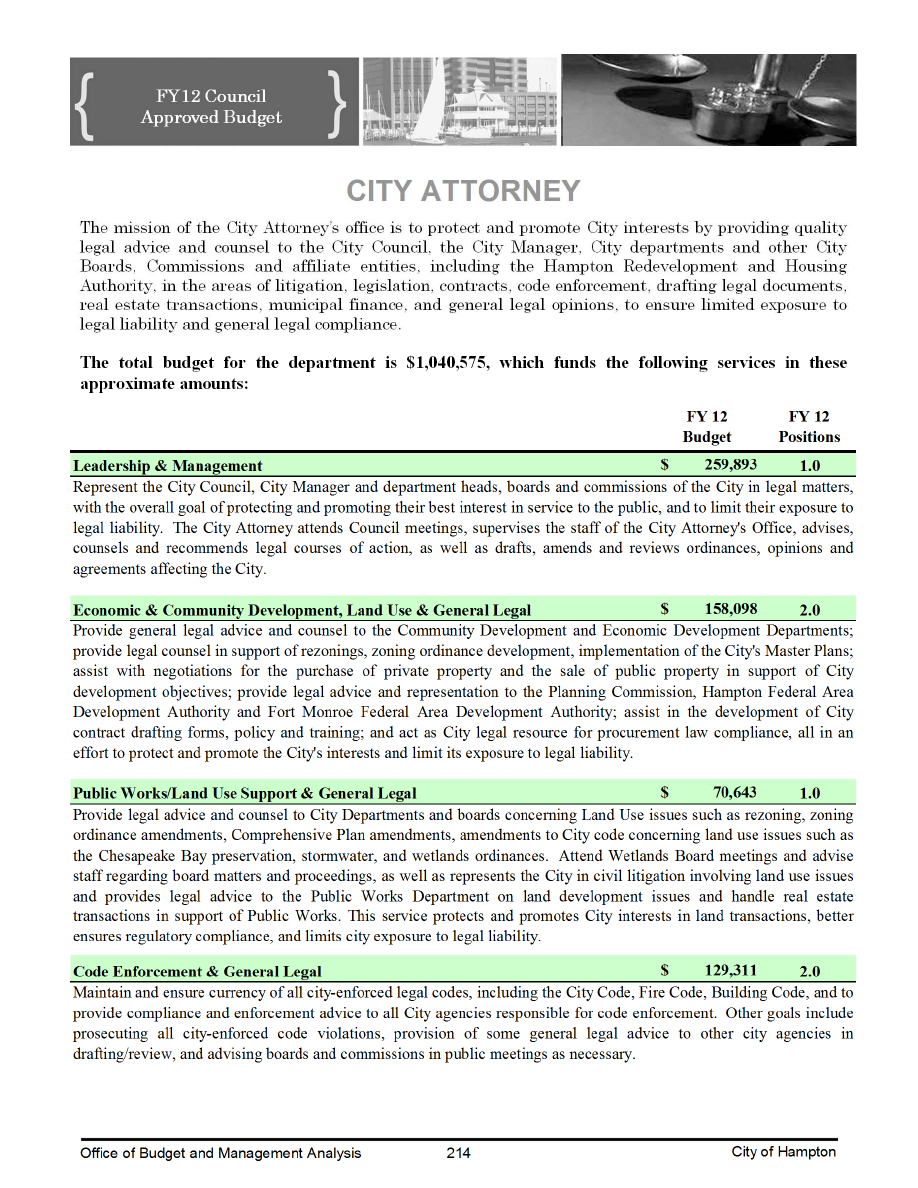 FY12 Council
Approved Budget
CITY ATTORNEY
The mission of the City Attorney's office is to protect and promote City interests by providing quality
legal advice and counsel to the City Council, the City Manager, City departments and other City
Boards, Commissions and affiliate entities, including the Hampton Redevelopment and Housing
Authority, in the areas of litigation, legislation, contracts, code enforcement, drafting legal documents,
real estate transactions, municipal finance, and general legal opinions, to ensure limited exposure to
legal liability and general legal compliance.
The total budget for the department is $1,040,575, which funds the following services in these
approximate amounts:
FY 12 FY 12
Budget Positions
Leadership & Management $ 259,893 1.0
Represent the City Council, City Manager and department heads, boards and commissions of the City in legal matters,
with the overall goal of protecting and promoting their best interest in service to the public, and to limit their exposure to
legal liability. The City Attorney attends Council meetings, supervises the staff of the City Attorney's Office, advises,
counsels and recommends legal courses of action, as well as drafts, amends and reviews ordinances, opinions and
agreements affecting the City.
Economic & Community Development, Land Use & General Legal $ 158,098 2.0
Provide general legal advice and counsel to the Community Development and Economic Development Departments;
provide legal counsel in support of rezonings, zoning ordinance development, implementation of the City's Master Plans;
assist with negotiations for the purchase of private property and the sale of public property in support of City
development objectives; provide legal advice and representation to the Planning Commission, Hampton Federal Area
Development Authority and Fort Monroe Federal Area Development Authority; assist in the development of City
contract drafting forms, policy and training; and act as City legal resource for procurement law compliance, all in an
effort to protect and promote the City's interests and limit its exposure to legal liability.
Public Works/Land Use Support & General Legal $ 70,643 1.0
Provide legal advice and counsel to City Departments and boards concerning Land Use issues such as rezoning, zoning
ordinance amendments, Comprehensive Plan amendments, amendments to City code concerning land use issues such as
the Chesapeake Bay preservation, stormwater, and wetlands ordinances. Attend Wetlands Board meetings and advise
staff regarding board matters and proceedings, as well as represents the City in civil litigation involving land use issues
and provides legal advice to the Public Works Department on land development issues and handle real estate
transactions in support of Public Works. This service protects and promotes City interests in land transactions, better
ensures regulatory compliance, and limits city exposure to legal liability.
Code Enforcement & General Legal $ 129,311 2.0
Maintain and ensure currency of all city-enforced legal codes, including the City Code, Fire Code, Building Code, and to
provide compliance and enforcement advice to all City agencies responsible for code enforcement. Other goals include
prosecuting all city-enforced code violations, provision of some general legal advice to other city agencies in
drafting/review, and advising boards and commissions in public meetings as necessary.
Office of Budget and Management Analysis 214 City of Hampton